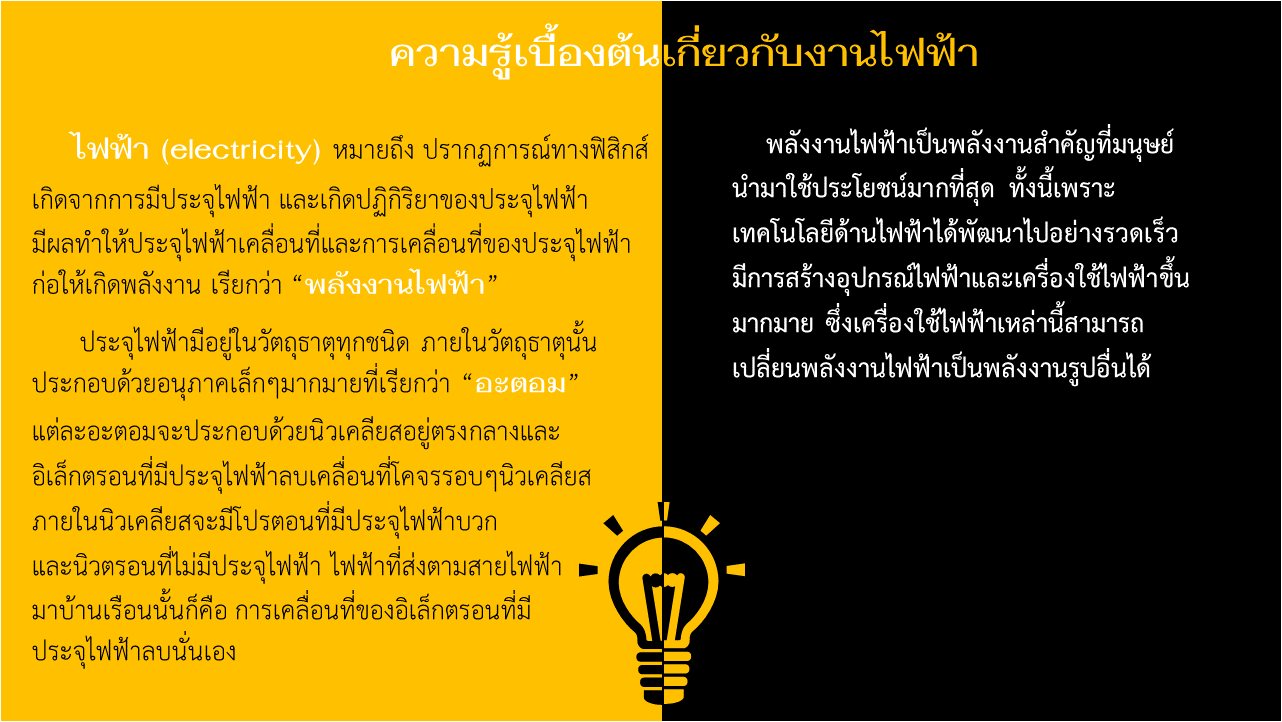 ความรู้เบื้องต้นเกี่ยวกับงานไฟฟ้า
ไฟฟ้า (electricity) หมายถึง ปรากฏการณ์ทางฟิสิกส์
เกิดจากการมีประจุไฟฟ้า และเกิดปฏิกิริยาของประจุไฟฟ้า
มีผลทำให้ประจุไฟฟ้าเคลื่อนที่และการเคลื่อนที่ของประจุไฟฟ้า
ก่อให้เกิดพลังงาน เรียกว่า “พลังงานไฟฟ้า”
ประจุไฟฟ้ามีอยู่ในวัตถุธาตุทุกชนิด ภายในวัตถุธาตุนั้น
ประกอบด้วยอนุภาคเล็กๆมากมายที่เรียกว่า “อะตอม”
แต่ละอะตอมจะประกอบด้วยนิวเคลียสอยู่ตรงกลางและ
อิเล็กตรอนที่มีประจุไฟฟ้าลบเคลื่อนที่โคจรรอบๆนิวเคลียส
ภายในนิวเคลียสจะมีโปรตอนที่มีประจุไฟฟ้าบวก
และนิวตรอนที่ไม่มีประจุไฟฟ้า ไฟฟ้าที่ส่งตามสายไฟฟ้า
มาบ้านเรือนนั้นก็คือ การเคลื่อนที่ของอิเล็กตรอนที่มี
ประจุไฟฟ้าลบนั่นเอง
พลังงานไฟฟ้าเป็นพลังงานสำคัญที่มนุษย์
นำมาใช้ประโยชน์มากที่สุด ทั้งนี้เพราะ
เทคโนโลยีด้านไฟฟ้าได้พัฒนาไปอย่างรวดเร็ว
มีการสร้างอุปกรณ์ไฟฟ้าและเครื่องใช้ไฟฟ้าขึ้น
มากมาย ซึ่งเครื่องใช้ไฟฟ้าเหล่านี้สามารถ
เปลี่ยนพลังงานไฟฟ้าเป็นพลังงานรูปอื่นได้